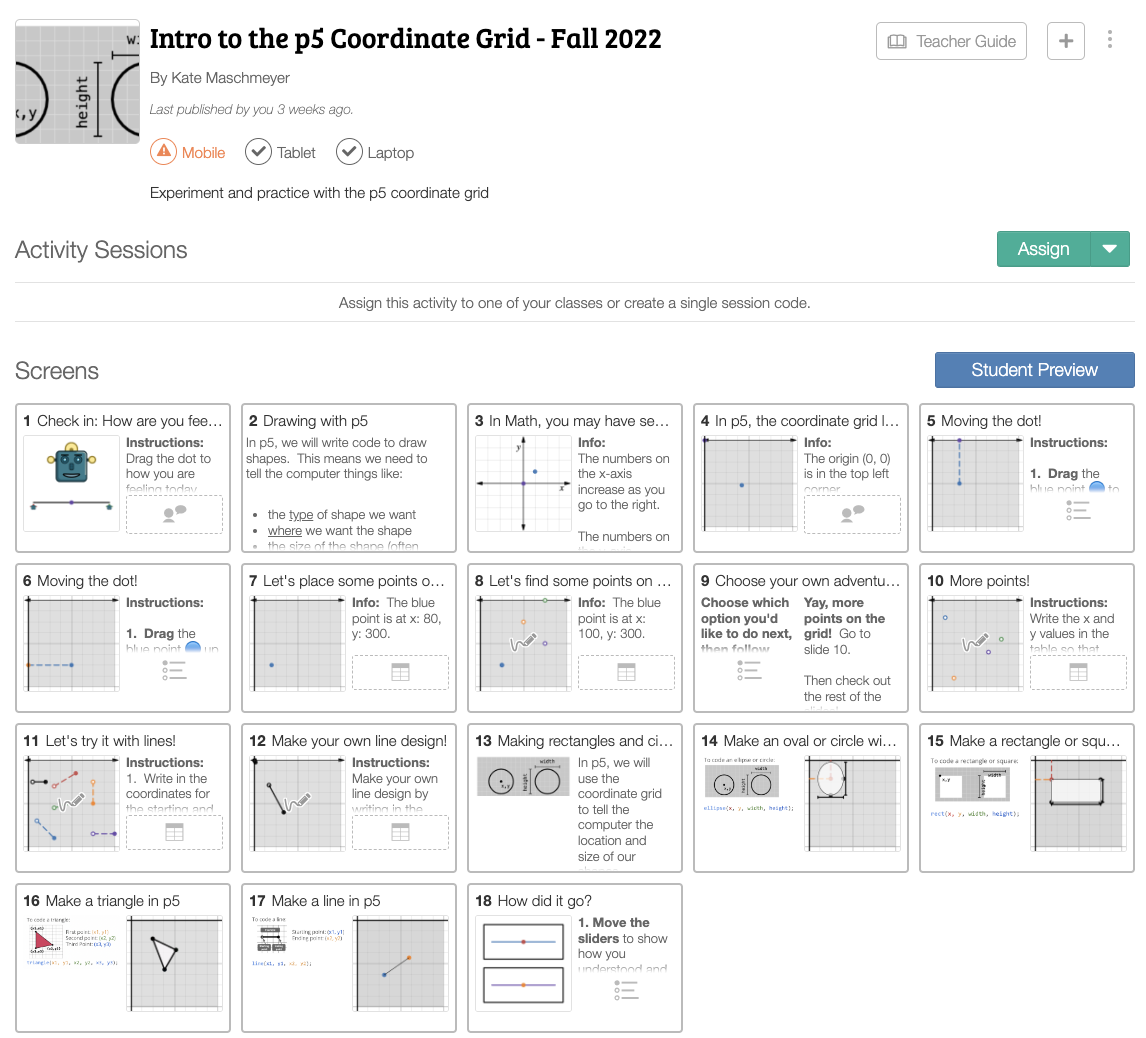 Intro to the p5 Coordinate Grid - Fall 2022
Teacher Guide
By Kate Maschmeyer
Last published by you 3 weeks ago.
Mobile
Tablet
Laptop
Experiment and practice with the p5 coordinate grid
x,y
height
Activity Sessions
Assign
Assign this activity to one of your classes or create a single session code.
Screens
Student Preview
1 Check in: How are you fee…
Instructions:
Drag the dot to
how you are
feeling today
2 Drawing with p5
In p5, we will write code to draw
shapes. This means we need to
tell the computer things like:
• the type of shape we want
• where we want the shape
• the size of the shape (often
3 In Math, you may have se…
y
x
Info:
The numbers on
the x-axis
increase as you
go to the right.
The numbers on
4 In p5, the coordinate grid l…
Info:
The origin (0, 0)
is in the top left
corner
5 Moving the dot!
Instructions:
1. Drag the
blue point to
6 Moving the dot!
Instructions:
1. Drag the
blue point up
7 Let's place some points o…
Info: The blue
point is at x: 80,
y: 300.
8 Let's find some points on …
Info: The blue
point is at x:
100, y: 300.
9 Choose your own adventu…
Choose which
option you'd
like to do next,
then follow
Yay, more
points on the
grid! Go to
slide 10.
Then check out
the rest of the
10 More points!
Instructions:
Write the x and
y values in the
table so that
11 Let's try it with lines!
Instructions:
1. Write in the
coordinates for
the starting and
12 Make your own line design!
Instructions:
Make your own
line design by
writing in the
13 Making rectangles and ci…
x,y
height
width
In p5, we will
use the
coordinate grid
to tell the
computer the
location and
size of our
14 Make an oval or circle wi…
To code an ellipse or circle:
x,y
height
width
ellipse(x, y, width, height);
15 Make a rectangle or squ…
To code a rectangle or square:
x,y
height
width
rect(x, y, width, height);
16 Make a triangle in p5
To code a triangle:
First point: (x1, y1)
Second point: (x2, y2)
Third Point: (x3, y3)
triangle(x1, y1, x2, y2, x3, y3);
17 Make a line in p5
To code a line:
Starting point: (x1, y1)
Ending point: (x2, y2)
line(x1, y1, x2, y2);
18 How did it go?
1. Move the
sliders to show
how you
understood and